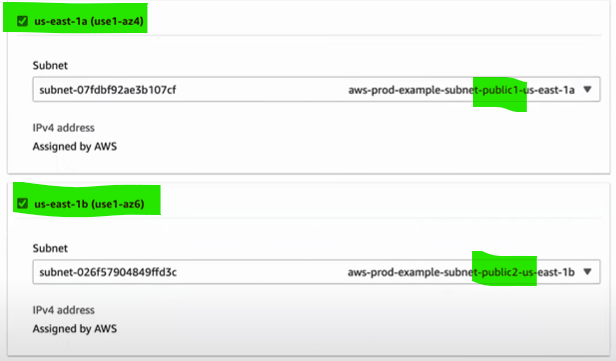 us-east-1a (use1-az4)
Subnet
subnet-07fdbf92ae3b107cf aws-prod-example-subnet-public1-us-east-1a
IPv4 address
Assigned by AWS
us-east-1b (use1-az6)
Subnet
subnet-026f57904849ffd3c aws-prod-example-subnet-public2-us-east-1b
IPv4 address
Assigned by AWS